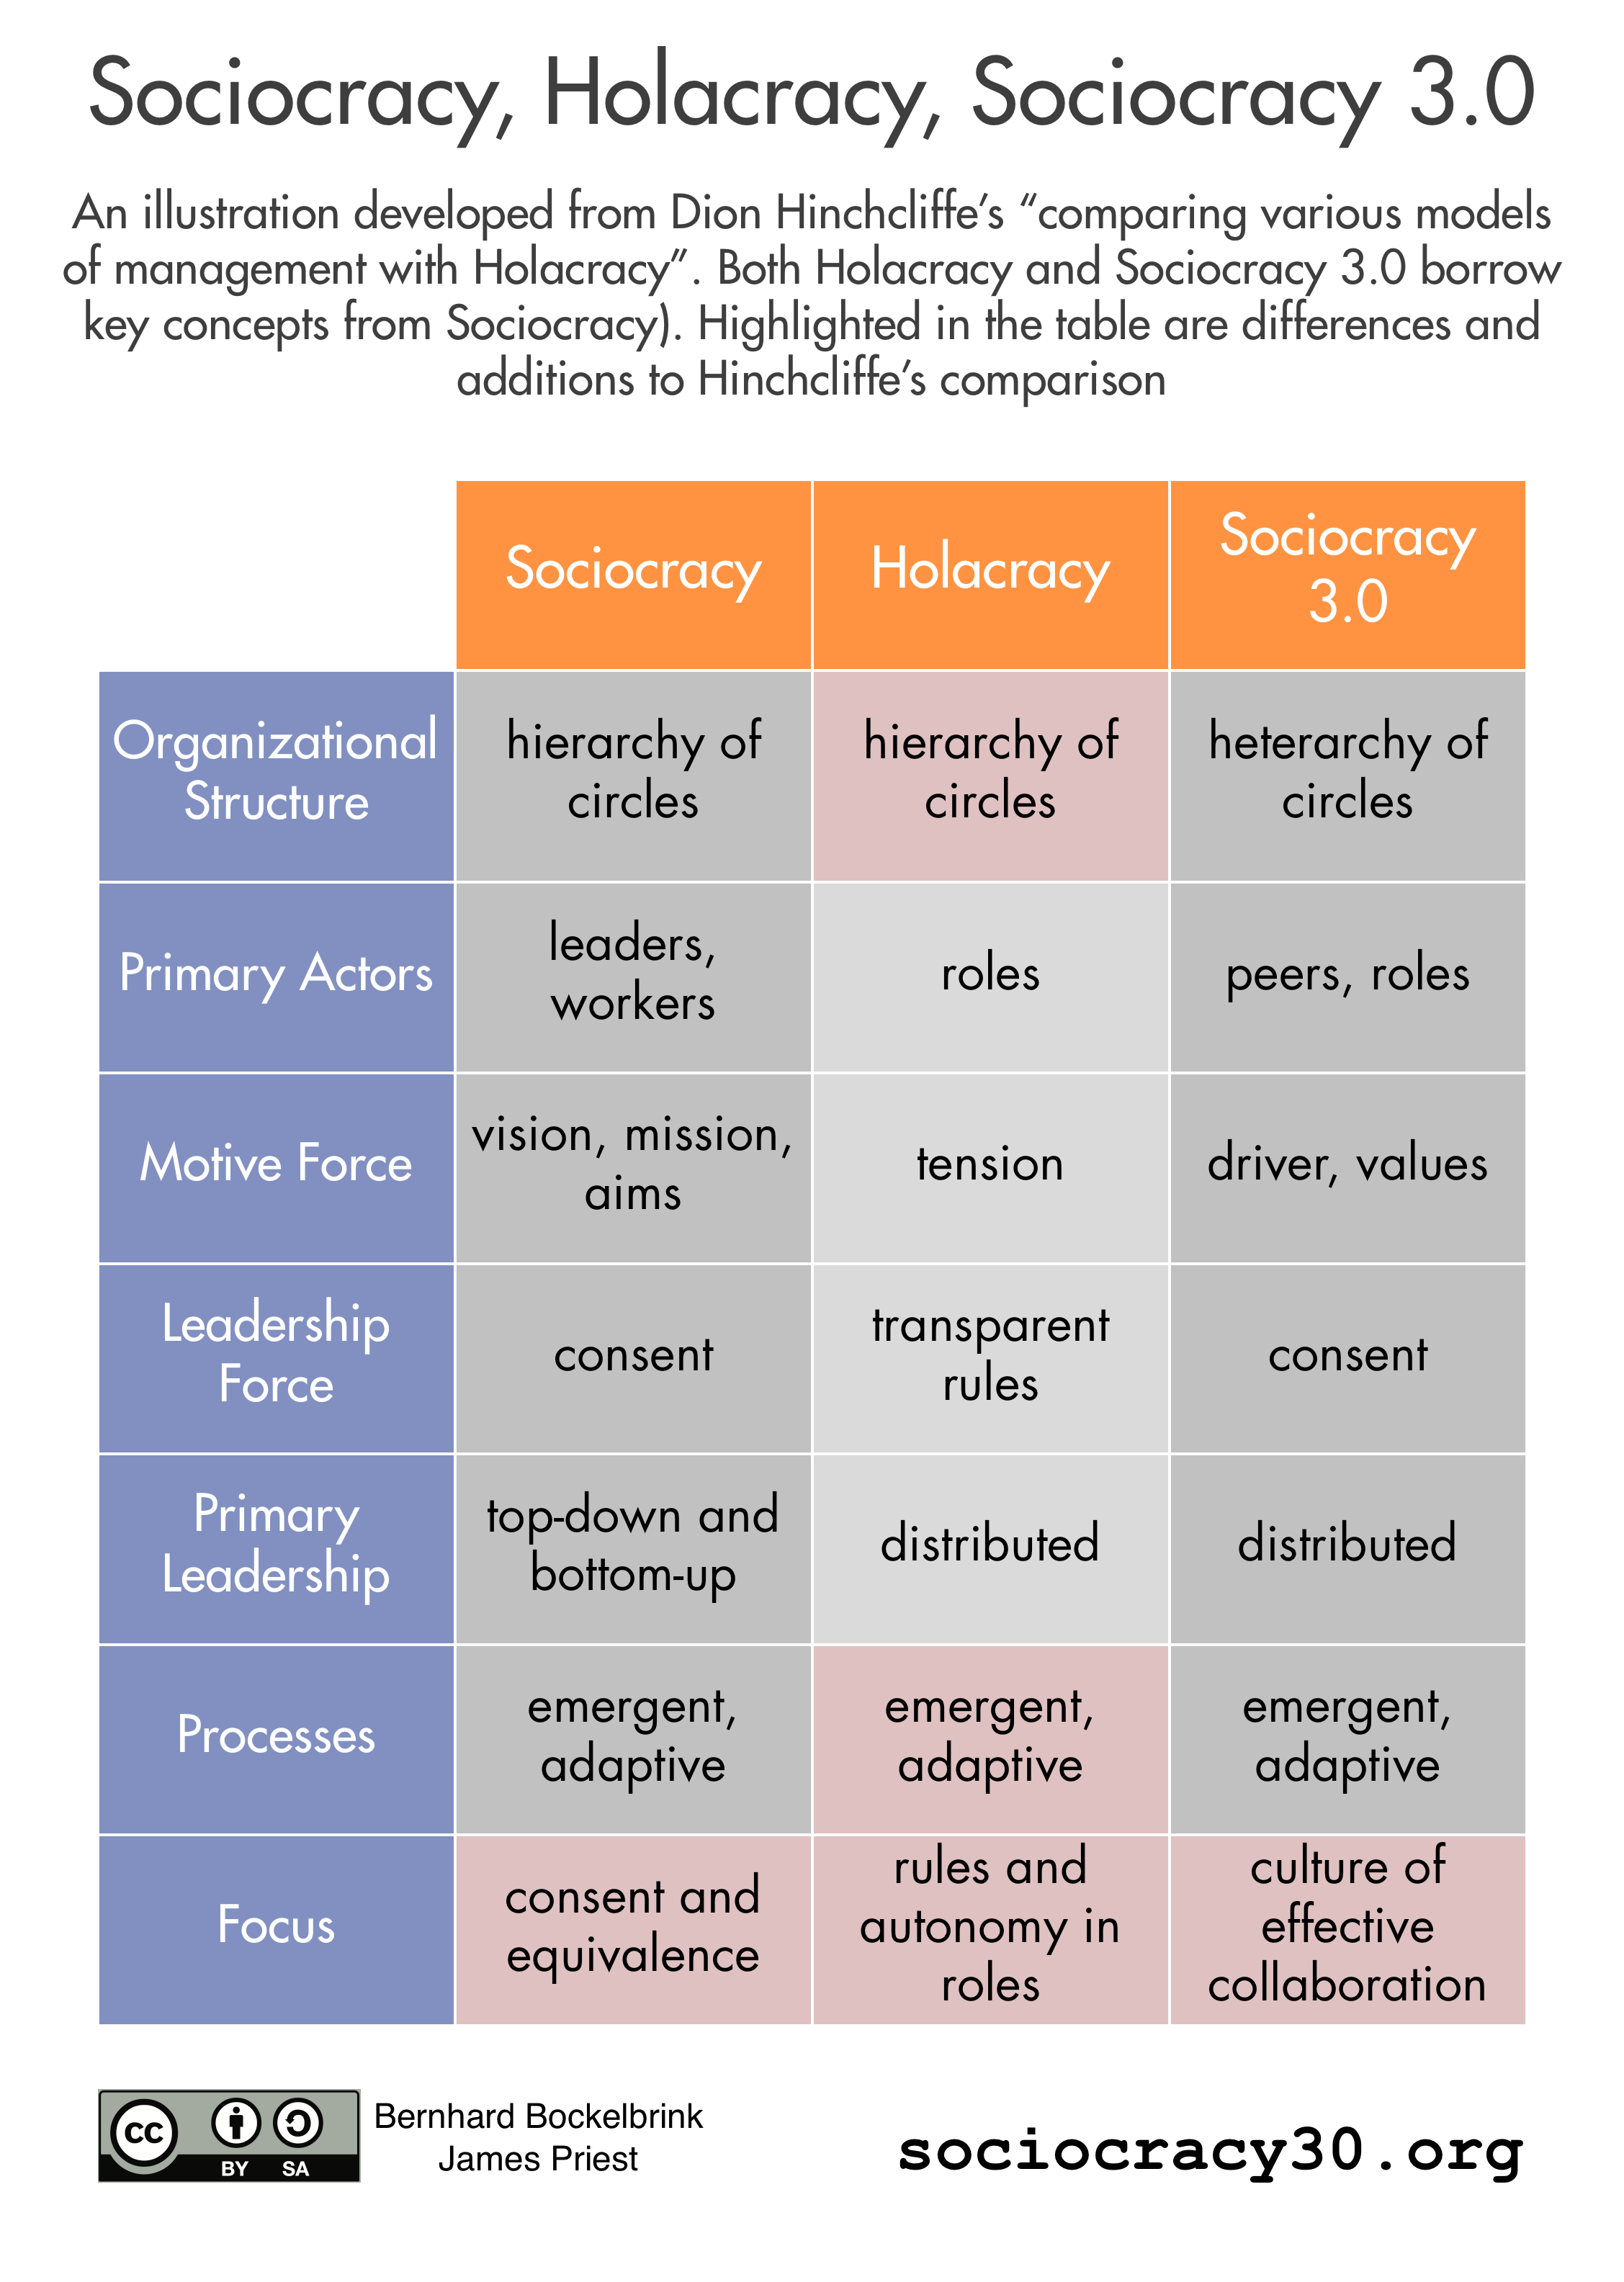 Sociocracy, Holacracy, Sociocracy 3.0
An illustration developed from Dion Hinchcliffe’s “comparing various models
of management with Holacracy”. Both Holacracy and Sociocracy 3.0 borrow
key concepts from Sociocracy). Highlighted in the table are differences and
additions to Hinchcliffe’s comparison
Sociocracy
Holacracy
Sociocracy
3.0
Organizational
Structure
hierarchy of
circles
hierarchy of
circles
heterarchy of
circles
Primary Actors
leaders,
workers
roles
peers, roles
Motive Force
vision, mission,
aims
tension
driver, values
Leadership
Force
consent
transparent
rules
consent
Primary
Leadership
top-down and
bottom-up
distributed
distributed
Processes
emergent,
adaptive
emergent,
adaptive
emergent,
adaptive
Focus
consent and
equivalence
rules and
autonomy in
roles
culture of
effective
collaboration
cc
BY SA
Bernhard Bockelbrink
James Priest
sociocracy30.org